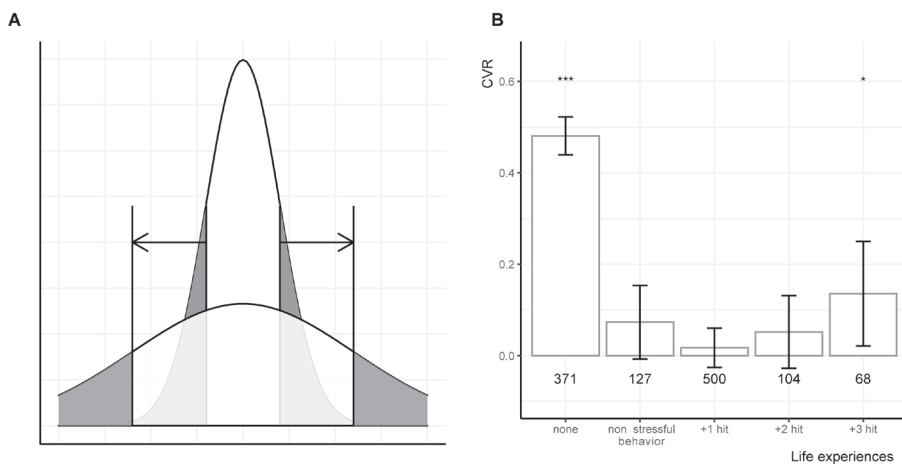 A
B
CVR
0.6
0.4
0.2
0.0
***
*
371 127 500 104 68
none non stressful behavior +1 hit +2 hit +3 hit
Life experiences